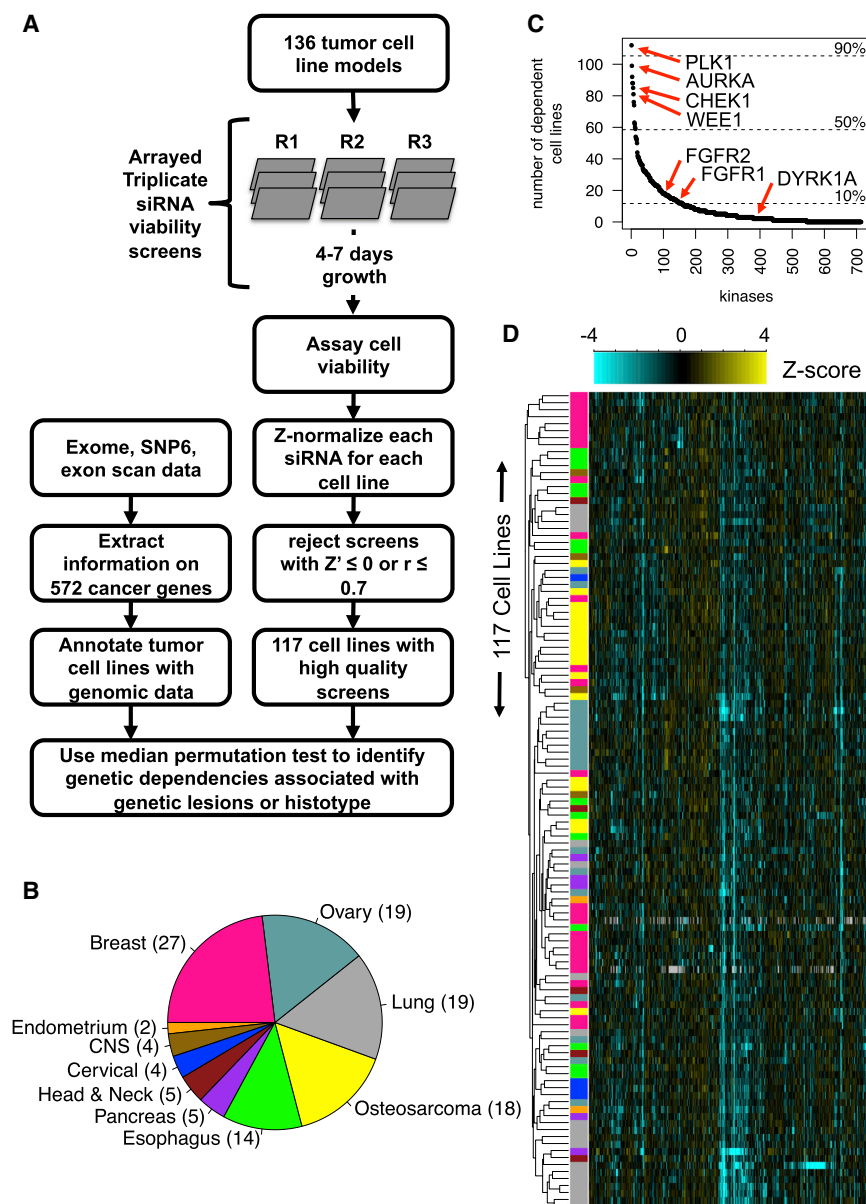 A
136 tumor cell
line models
R1 R2 R3
Arrayed
Triplicate
siRNA
viability
screens
4-7 days
growth
Assay cell
viability
Exome, SNP6,
exon scan data
Z-normalize each
siRNA for each
cell line
Extract
information on
572 cancer genes
reject screens
with Z' ≤ 0 or r ≤
0.7
Annotate tumor
cell lines with
genomic data
117 cell lines with
high quality
screens
Use median permutation test to identify
genetic dependencies associated with
genetic lesions or histotype
B
Ovary (19)
Breast (27)
Lung (19)
Endometrium (2)
CNS (4)
Cervical (4)
Head & Neck (5)
Pancreas (5)
Esophagus (14)
Osteosarcoma (18)
C
number of dependent
cell lines
100
80
60
40
20
0
90%
50%
10%
PLK1
AURKA
CHEK1
WEE1
FGFR2
FGFR1
DYRK1A
0 100 200 300 400 500 600 700
kinases
D
-4 0 4
Z-score
117 Cell Lines